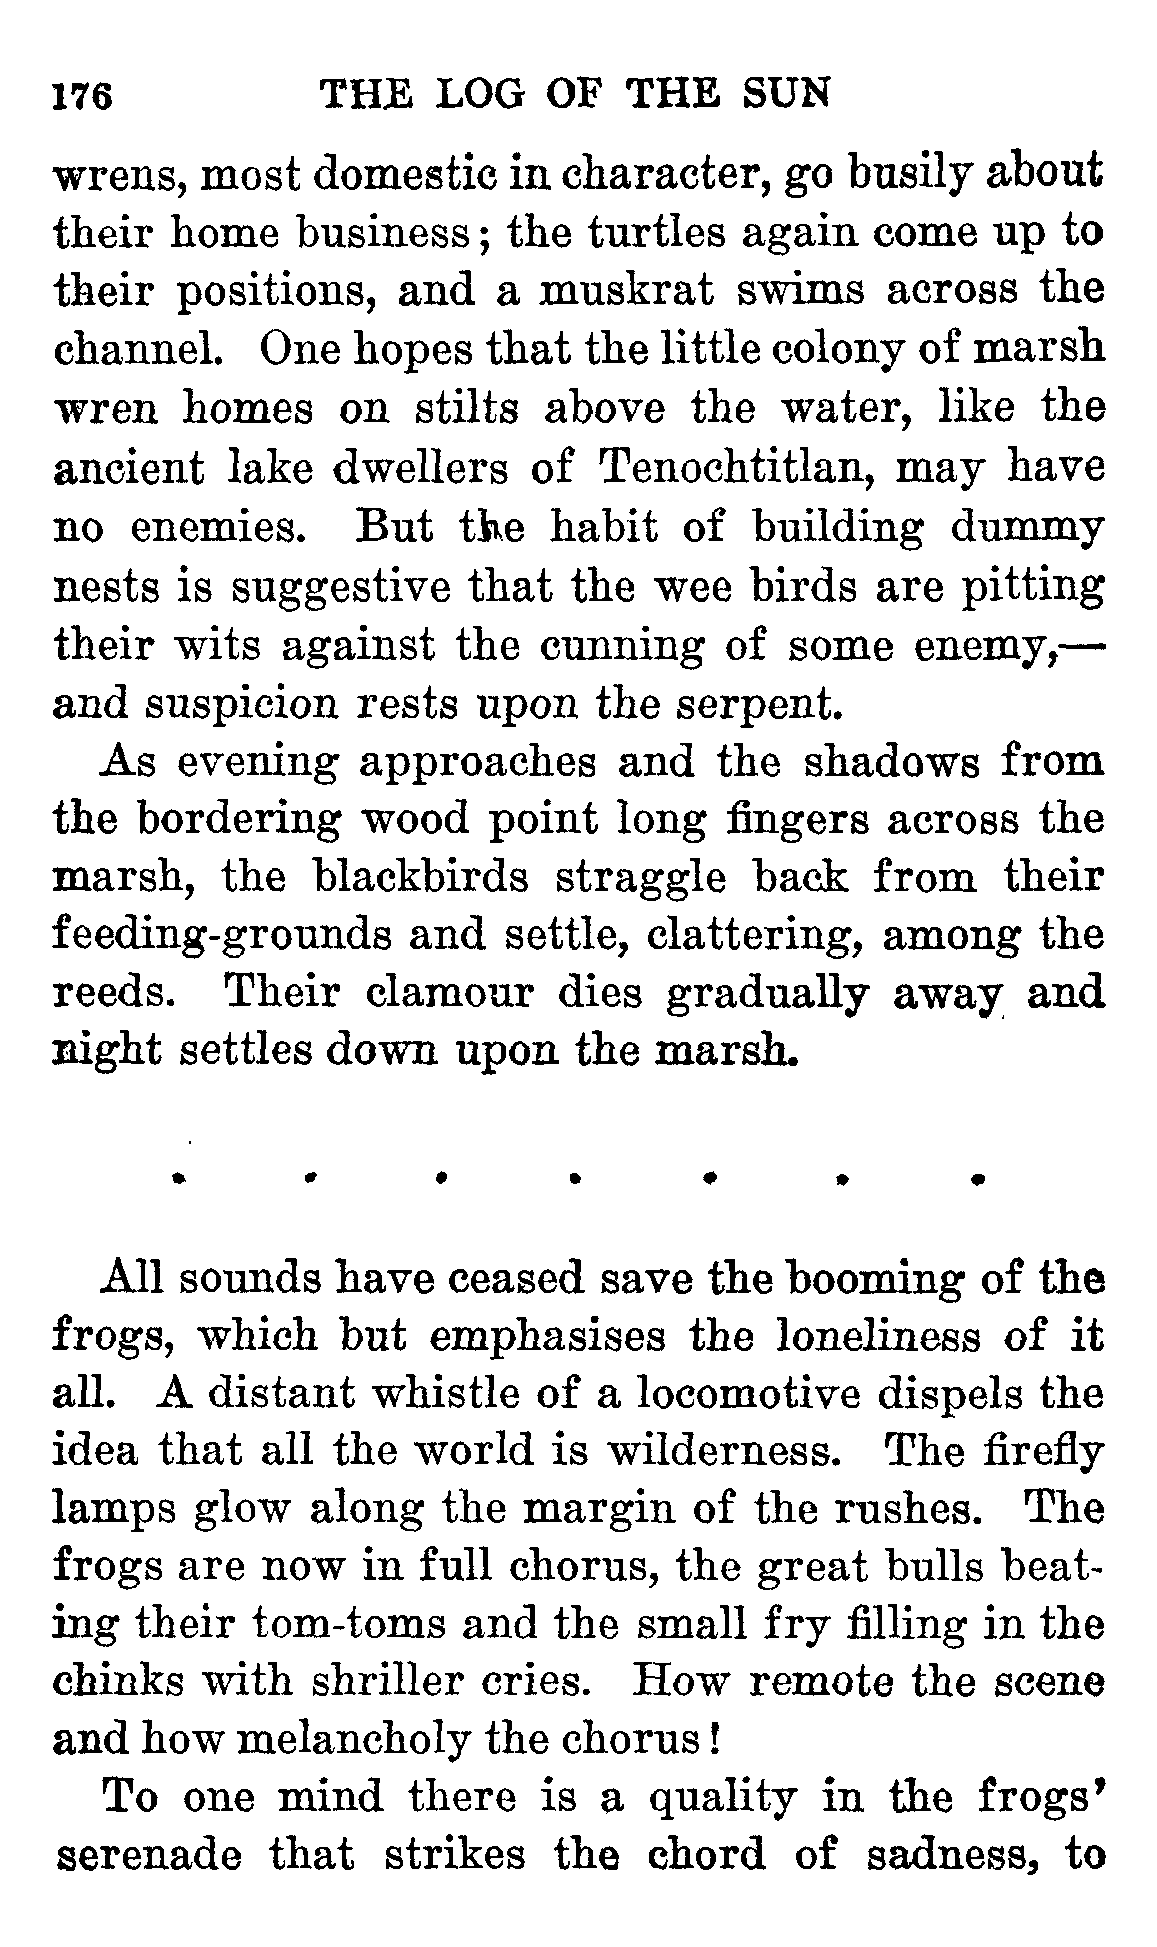 176 THE LOG OF THE SUN
wrens, most domestic in character, go busily about
their home business; the turtles again come up to
their positions, and a muskrat swims across the
channel. One hopes that the little colony of marsh
wren homes on stilts above the water, like the
ancient lake dwellers of Tenochtitlan, may have
no enemies. But the habit of building dummy
nests is suggestive that the wee birds are pitting
their wits against the cunning of some enemy,—
and suspicion rests upon the serpent.
As evening approaches and the shadows from
the bordering wood point long fingers across the
marsh, the blackbirds straggle back from their
feeding-grounds and settle, clattering, among the
reeds. Their clamour dies gradually away and
night settles down upon the marsh.
. . . . . . .
All sounds have ceased save the booming of the
frogs, which but emphasises the loneliness of it
all. A distant whistle of a locomotive dispels the
idea that all the world is wilderness. The firefly
lamps glow along the margin of the rushes. The
frogs are now in full chorus, the great bulls beat-
ing their tom-toms and the small fry filling in the
chinks with shriller cries. How remote the scene
and how melancholy the chorus!
To one mind there is a quality in the frogs'
serenade that strikes the chord of sadness, to